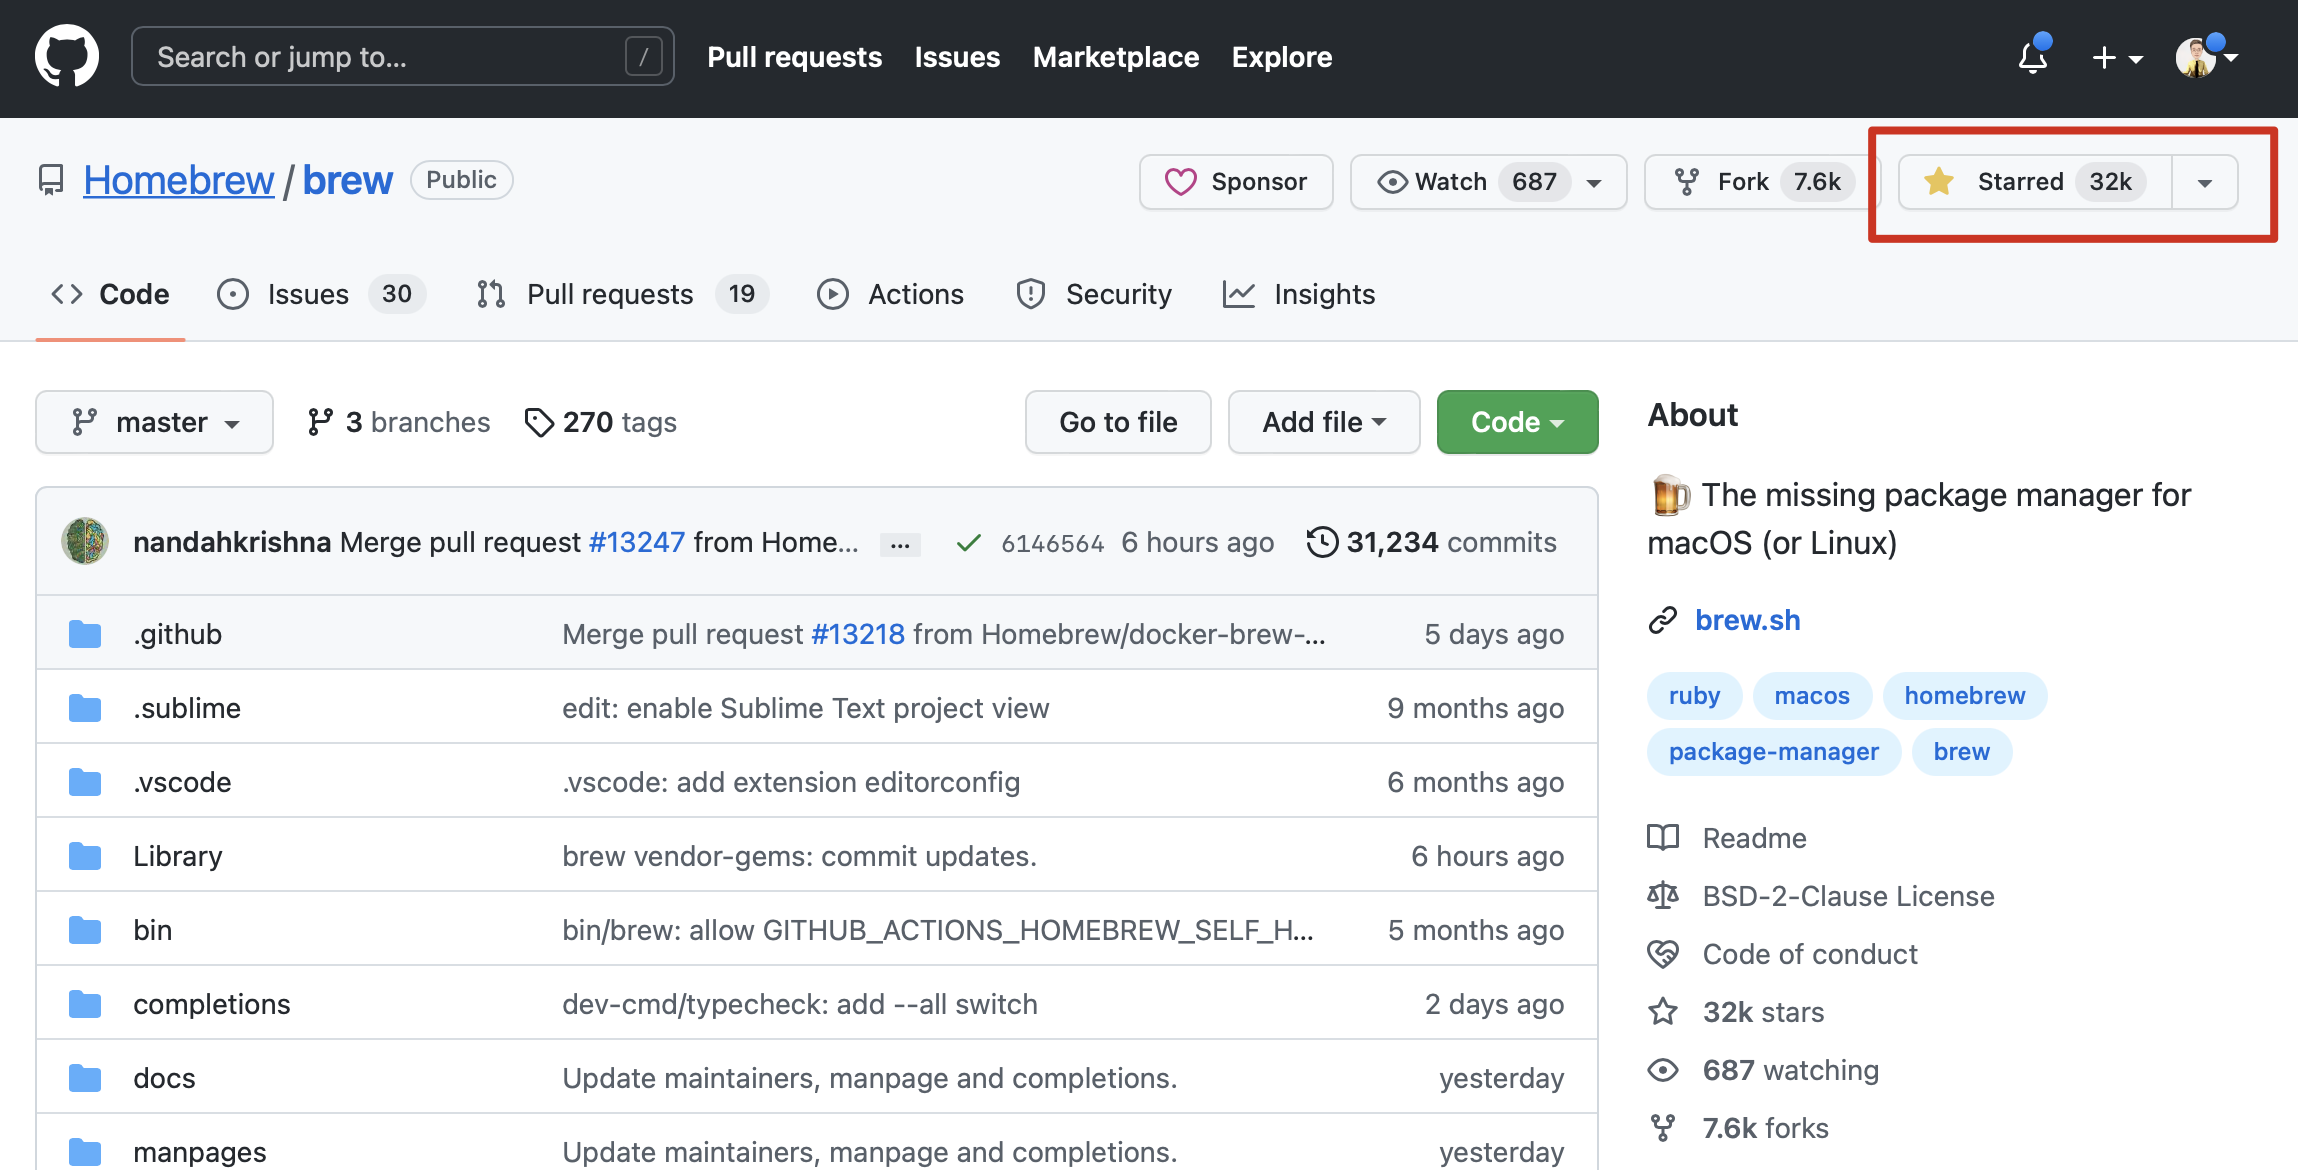 Search or jump to... / Pull requests Issues Marketplace Explore
Homebrew / brew Public Sponsor Watch 687 Fork 7.6k Starred 32k
Code Issues 30 Pull requests 19 Actions Security Insights
master 3 branches 270 tags Go to file Add file Code
nandahkrishna Merge pull request #13247 from Home... ... 6146564 6 hours ago 31,234 commits
.github Merge pull request #13218 from Homebrew/docker-brew-... 5 days ago
.sublime edit: enable Sublime Text project view 9 months ago
.vscode .vscode: add extension editorconfig 6 months ago
Library brew vendor-gems: commit updates. 6 hours ago
bin bin/brew: allow GITHUB_ACTIONS_HOMEBREW_SELF_H... 5 months ago
completions dev-cmd/typecheck: add --all switch 2 days ago
docs Update maintainers, manpage and completions. yesterday
manpages Update maintainers, manpage and completions. yesterday
About
🍺 The missing package manager for
macOS (or Linux)
brew.sh
ruby macos homebrew
package-manager brew
Readme
BSD-2-Clause License
Code of conduct
32k stars
687 watching
7.6k forks